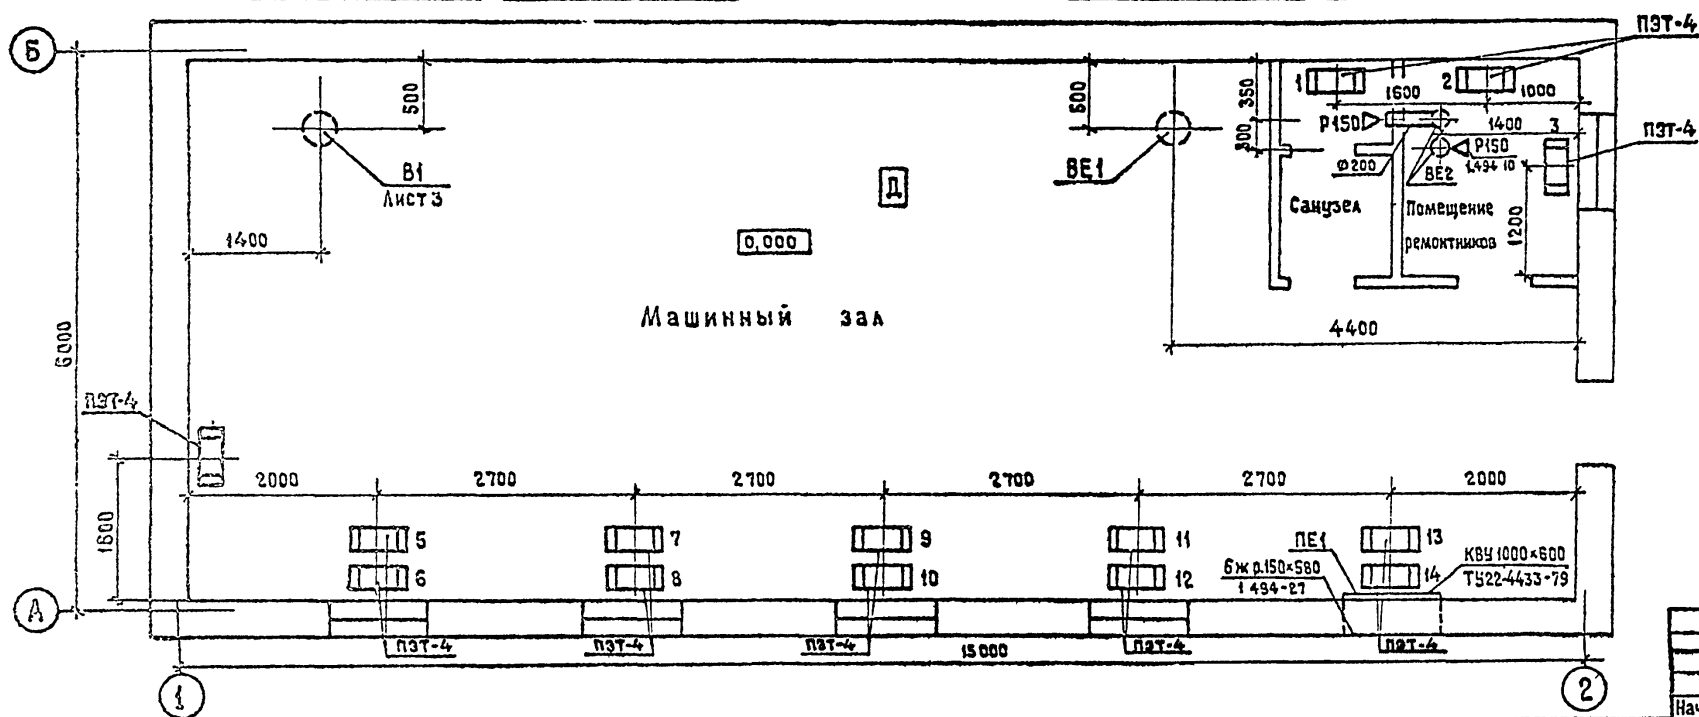 ПЭТ-4
Б
1
2
1600
1000
500
500
350
300
Р150
1400
3
ПЭТ-4
В1
Лист 3
ВЕ1
Д
Ø200
ВЕ2
Р150
1.494 10
Санузел
Помещение
ремонтников
1200
1400
0,000
Машинный зал
4400
6000
ПЭТ-4
2000
2700
2700
2700
2700
2000
1600
5
7
9
11
13
6
8
10
12
14
ПЕ1
КВУ 1000×600
ТУ22-4433-79
6 ж р.150×580
1 494-27
А
ПЭТ-4
ПЭТ-4
ПЭТ-4
ПЭТ-4
ПЭТ-4
15000
1
2
Нач